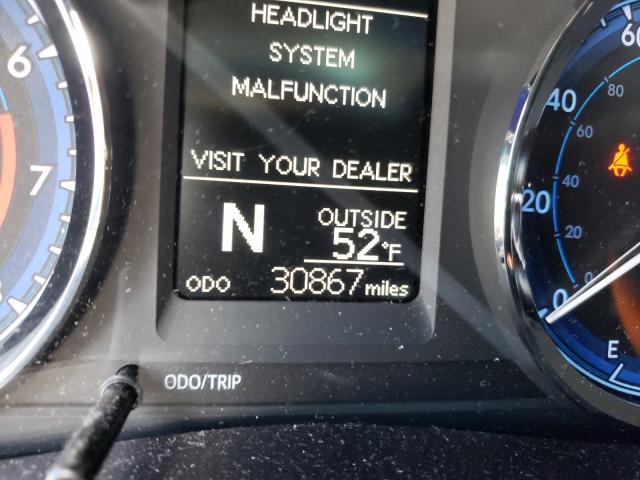 HEADLIGHT
SYSTEM
MALFUNCTION
VISIT YOUR DEALER
N
OUTSIDE
52°F
ODO 30867 miles
ODO/TRIP
6
7
60
40
20
0
80
60
40
20
0
E